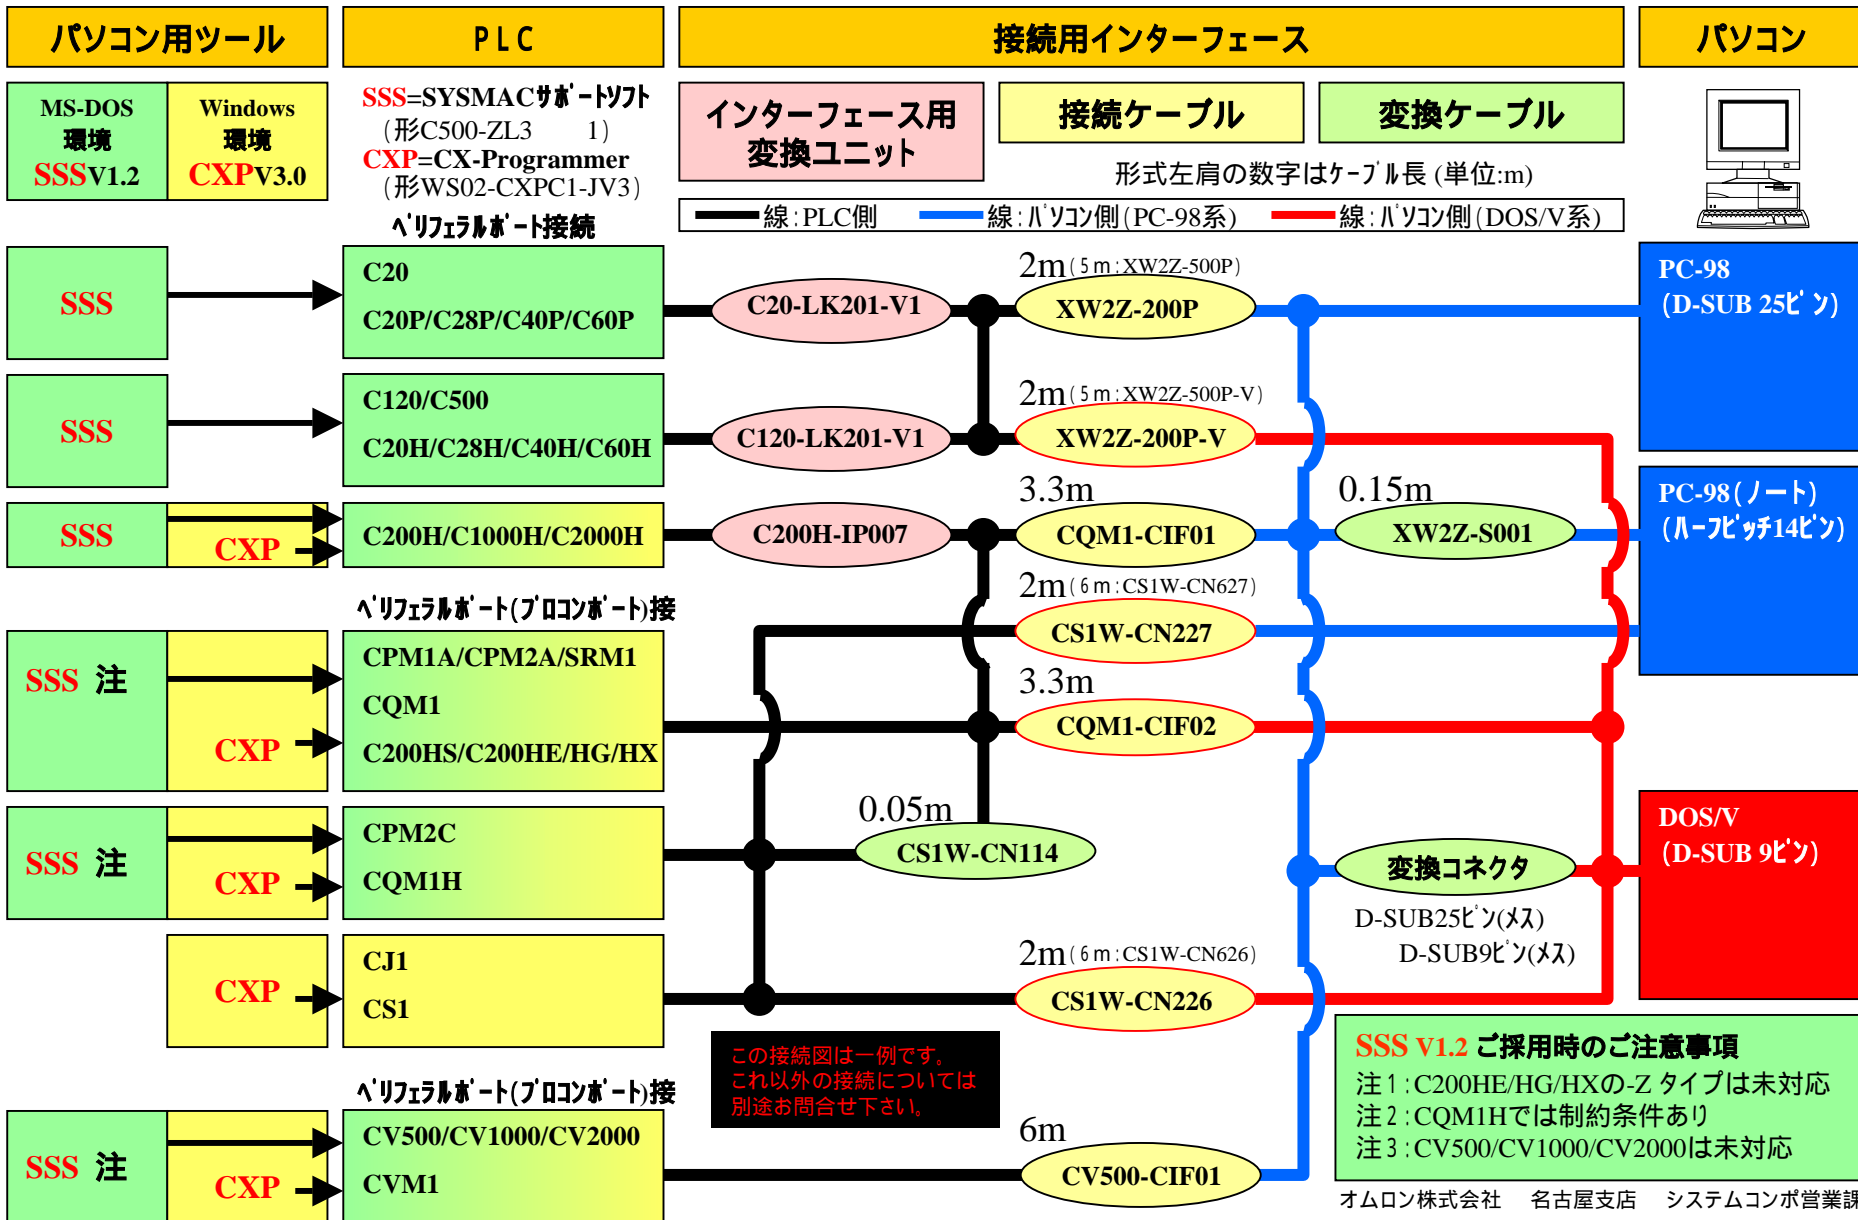 パソコン用ツール
PLC
接続用インターフェース
パソコン
MS-DOS
環境
SSSV1.2
Windows
環境
CXPV3.0
SSS=SYSMACｻﾎﾟｰﾄｿﾌﾄ
(形C500-ZL3　　1)
CXP=CX-Programmer
(形WS02-CXPC1-JV3)
インターフェース用
変換ユニット
接続ケーブル
変換ケーブル
形式左肩の数字はｹｰﾌﾞﾙ長 (単位:m)
線:PLC側
線:ﾊﾟｿｺﾝ側(PC-98系)
線:ﾊﾟｿｺﾝ側(DOS/V系)
ﾍﾟﾘﾌｪﾗﾙﾎﾟｰﾄ接続
SSS
C20
C20P/C28P/C40P/C60P
C20-LK201-V1
2m(5m:XW2Z-500P)
XW2Z-200P
PC-98
(D-SUB 25ﾋﾟﾝ)
SSS
C120/C500
C20H/C28H/C40H/C60H
C120-LK201-V1
2m(5m:XW2Z-500P-V)
XW2Z-200P-V
SSS
CXP
C200H/C1000H/C2000H
C200H-IP007
3.3m
CQM1-CIF01
0.15m
XW2Z-S001
PC-98(ノート)
(ﾊｰﾌﾋﾟｯﾁ14ﾋﾟﾝ)
2m(6m:CS1W-CN627)
CS1W-CN227
ﾍﾟﾘﾌｪﾗﾙﾎﾟｰﾄ(ﾌﾟﾛｺﾝﾎﾟｰﾄ)接
SSS 注
CXP
CPM1A/CPM2A/SRM1
CQM1
C200HS/C200HE/HG/HX
3.3m
CQM1-CIF02
SSS 注
CXP
CPM2C
CQM1H
0.05m
CS1W-CN114
変換コネクタ
D-SUB25ﾋﾟﾝ(ﾒｽ)
D-SUB9ﾋﾟﾝ(ﾒｽ)
DOS/V
(D-SUB 9ﾋﾟﾝ)
CXP
CJ1
CS1
2m(6m:CS1W-CN626)
CS1W-CN226
この接続図は一例です。
これ以外の接続については
別途お問合せ下さい。
ﾍﾟﾘﾌｪﾗﾙﾎﾟｰﾄ(ﾌﾟﾛｺﾝﾎﾟｰﾄ)接
SSS 注
CXP
CV500/CV1000/CV2000
CVM1
6m
CV500-CIF01
SSS V1.2 ご採用時のご注意事項
注1:C200HE/HG/HXの-Z タイプは未対応
注2:CQM1Hでは制約条件あり
注3:CV500/CV1000/CV2000は未対応
オムロン株式会社　名古屋支店　システムコンポ営業課